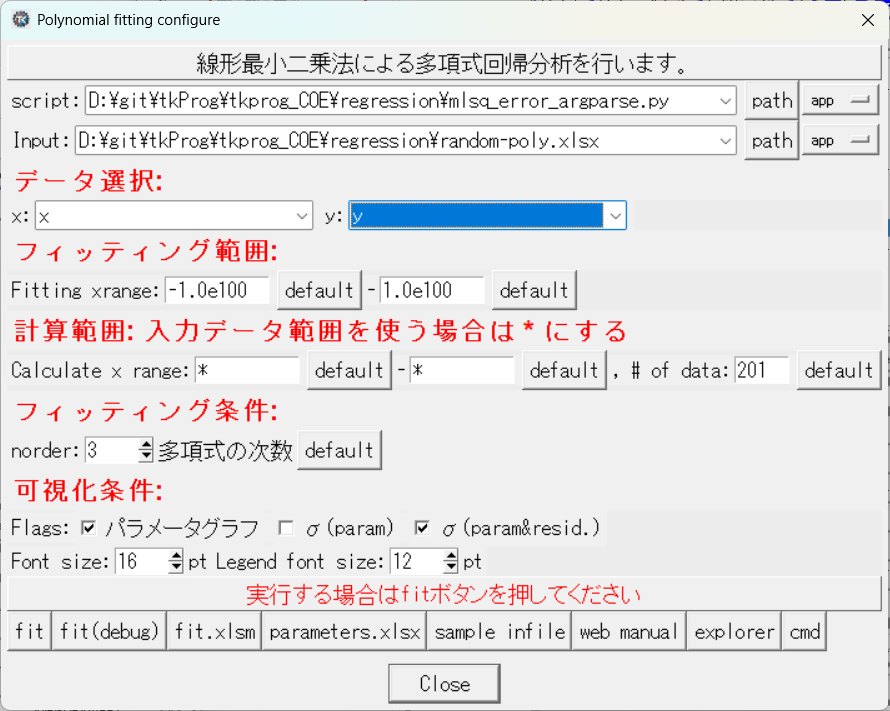 Polynomial fitting configure
線形最小二乗法による多項式回帰分析を行います。
script: D:¥git¥tkProg¥tkprog_COE¥regression¥mlsq_error_argparse.py path app
Input: D:¥git¥tkProg¥tkprog_COE¥regression¥random-poly.xlsx path app
データ選択:
x: x y: y
フィッティング範囲:
Fitting xrange: -1.0e100 default - 1.0e100 default
計算範囲: 入力データ範囲を使う場合は * にする
Calculate x range: * default - * default , # of data: 201 default
フィッティング条件:
norder: 3 多項式の次数 default
可視化条件:
Flags: パラメータグラフ σ(param) σ(param&resid.)
Font size: 16 pt Legend font size: 12 pt
実行する場合はfitボタンを押してください
fit fit(debug) fit.xlsm parameters.xlsx sample infile web manual explorer cmd
Close